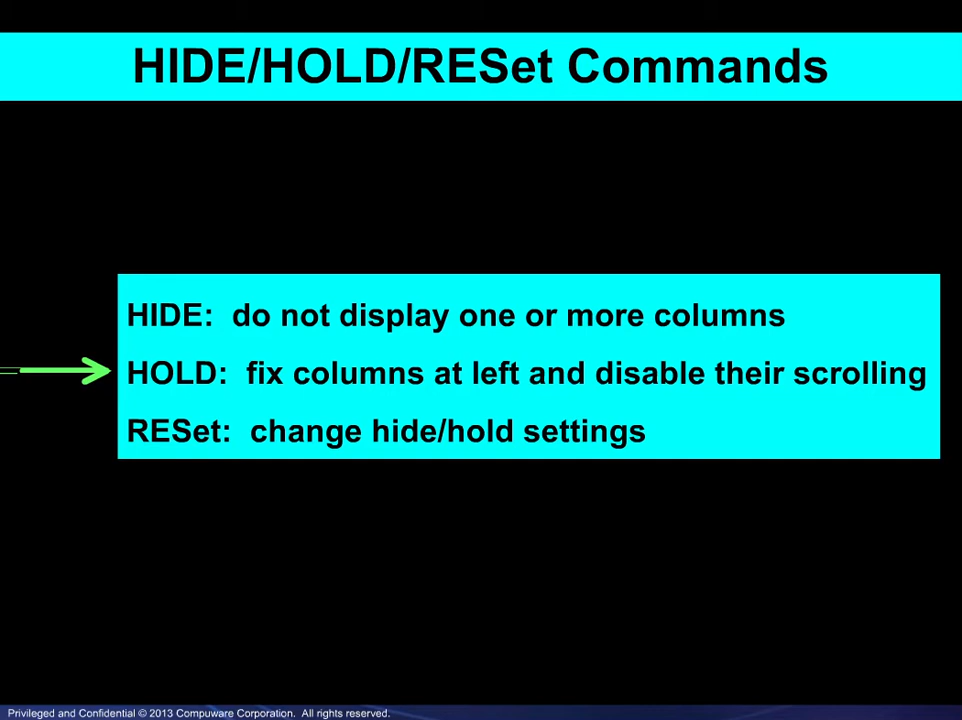 HIDE/HOLD/RESet Commands
HIDE: do not display one or more columns
HOLD: fix columns at left and disable their scrolling
RESet: change hide/hold settings
Privileged and Confidential © 2013 Compuware Corporation. All rights reserved.